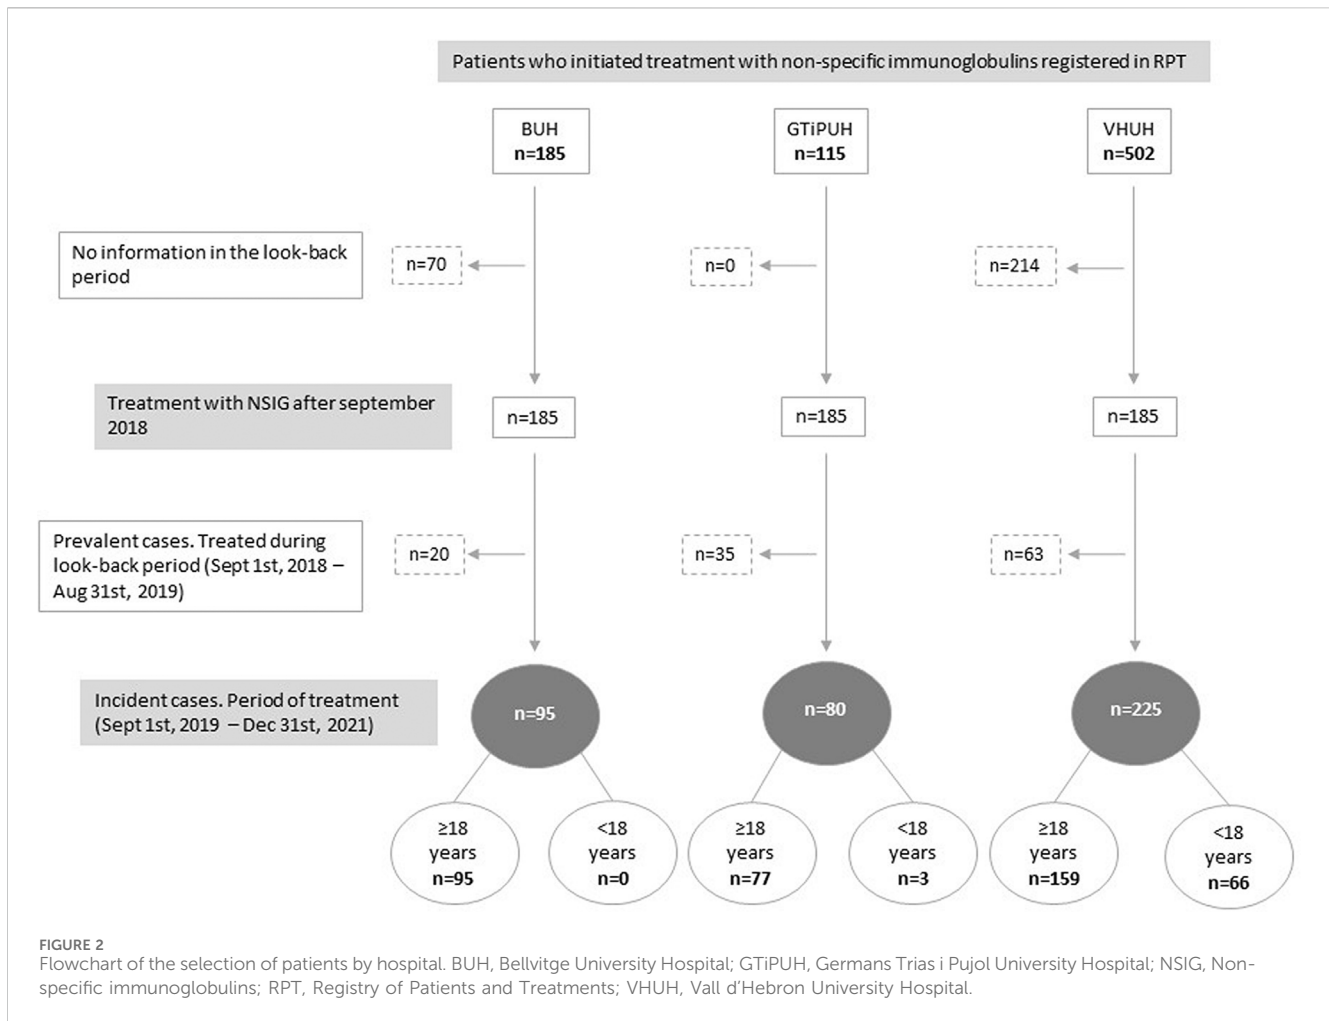 Patients who initiated treatment with non-specific immunoglobulins registered in RPT
BUH
n=185
GTiPUH
n=115
VHUH
n=502
No information in the look-back
period
n=70
n=0
n=214
Treatment with NSIG after september
2018
n=185
n=185
n=185
Prevalent cases. Treated during
look-back period (Sept 1st, 2018 –
Aug 31st, 2019)
n=20
n=35
n=63
Incident cases. Period of treatment
(Sept 1st, 2019 – Dec 31st, 2021)
n=95
n=80
n=225
≥18
years
n=95
<18
years
n=0
≥18
years
n=77
<18
years
n=3
≥18
years
n=159
<18
years
n=66
FIGURE 2
Flowchart of the selection of patients by hospital. BUH, Bellvitge University Hospital; GTiPUH, Germans Trias i Pujol University Hospital; NSIG, Non-
specific immunoglobulins; RPT, Registry of Patients and Treatments; VHUH, Vall d'Hebron University Hospital.